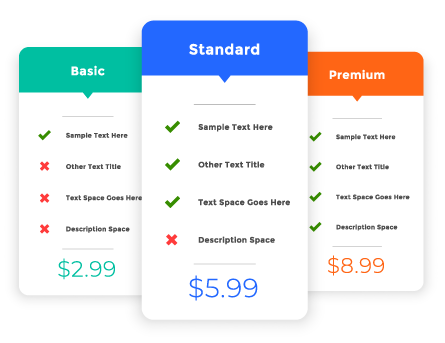 Basic
Sample Text Here
Other Text Title
Text Space Goes Here
Description Space
$2.99
Standard
Sample Text Here
Other Text Title
Text Space Goes Here
Description Space
$5.99
Premium
Sample Text Here
Other Text Title
Text Space Goes Here
Description Space
$8.99